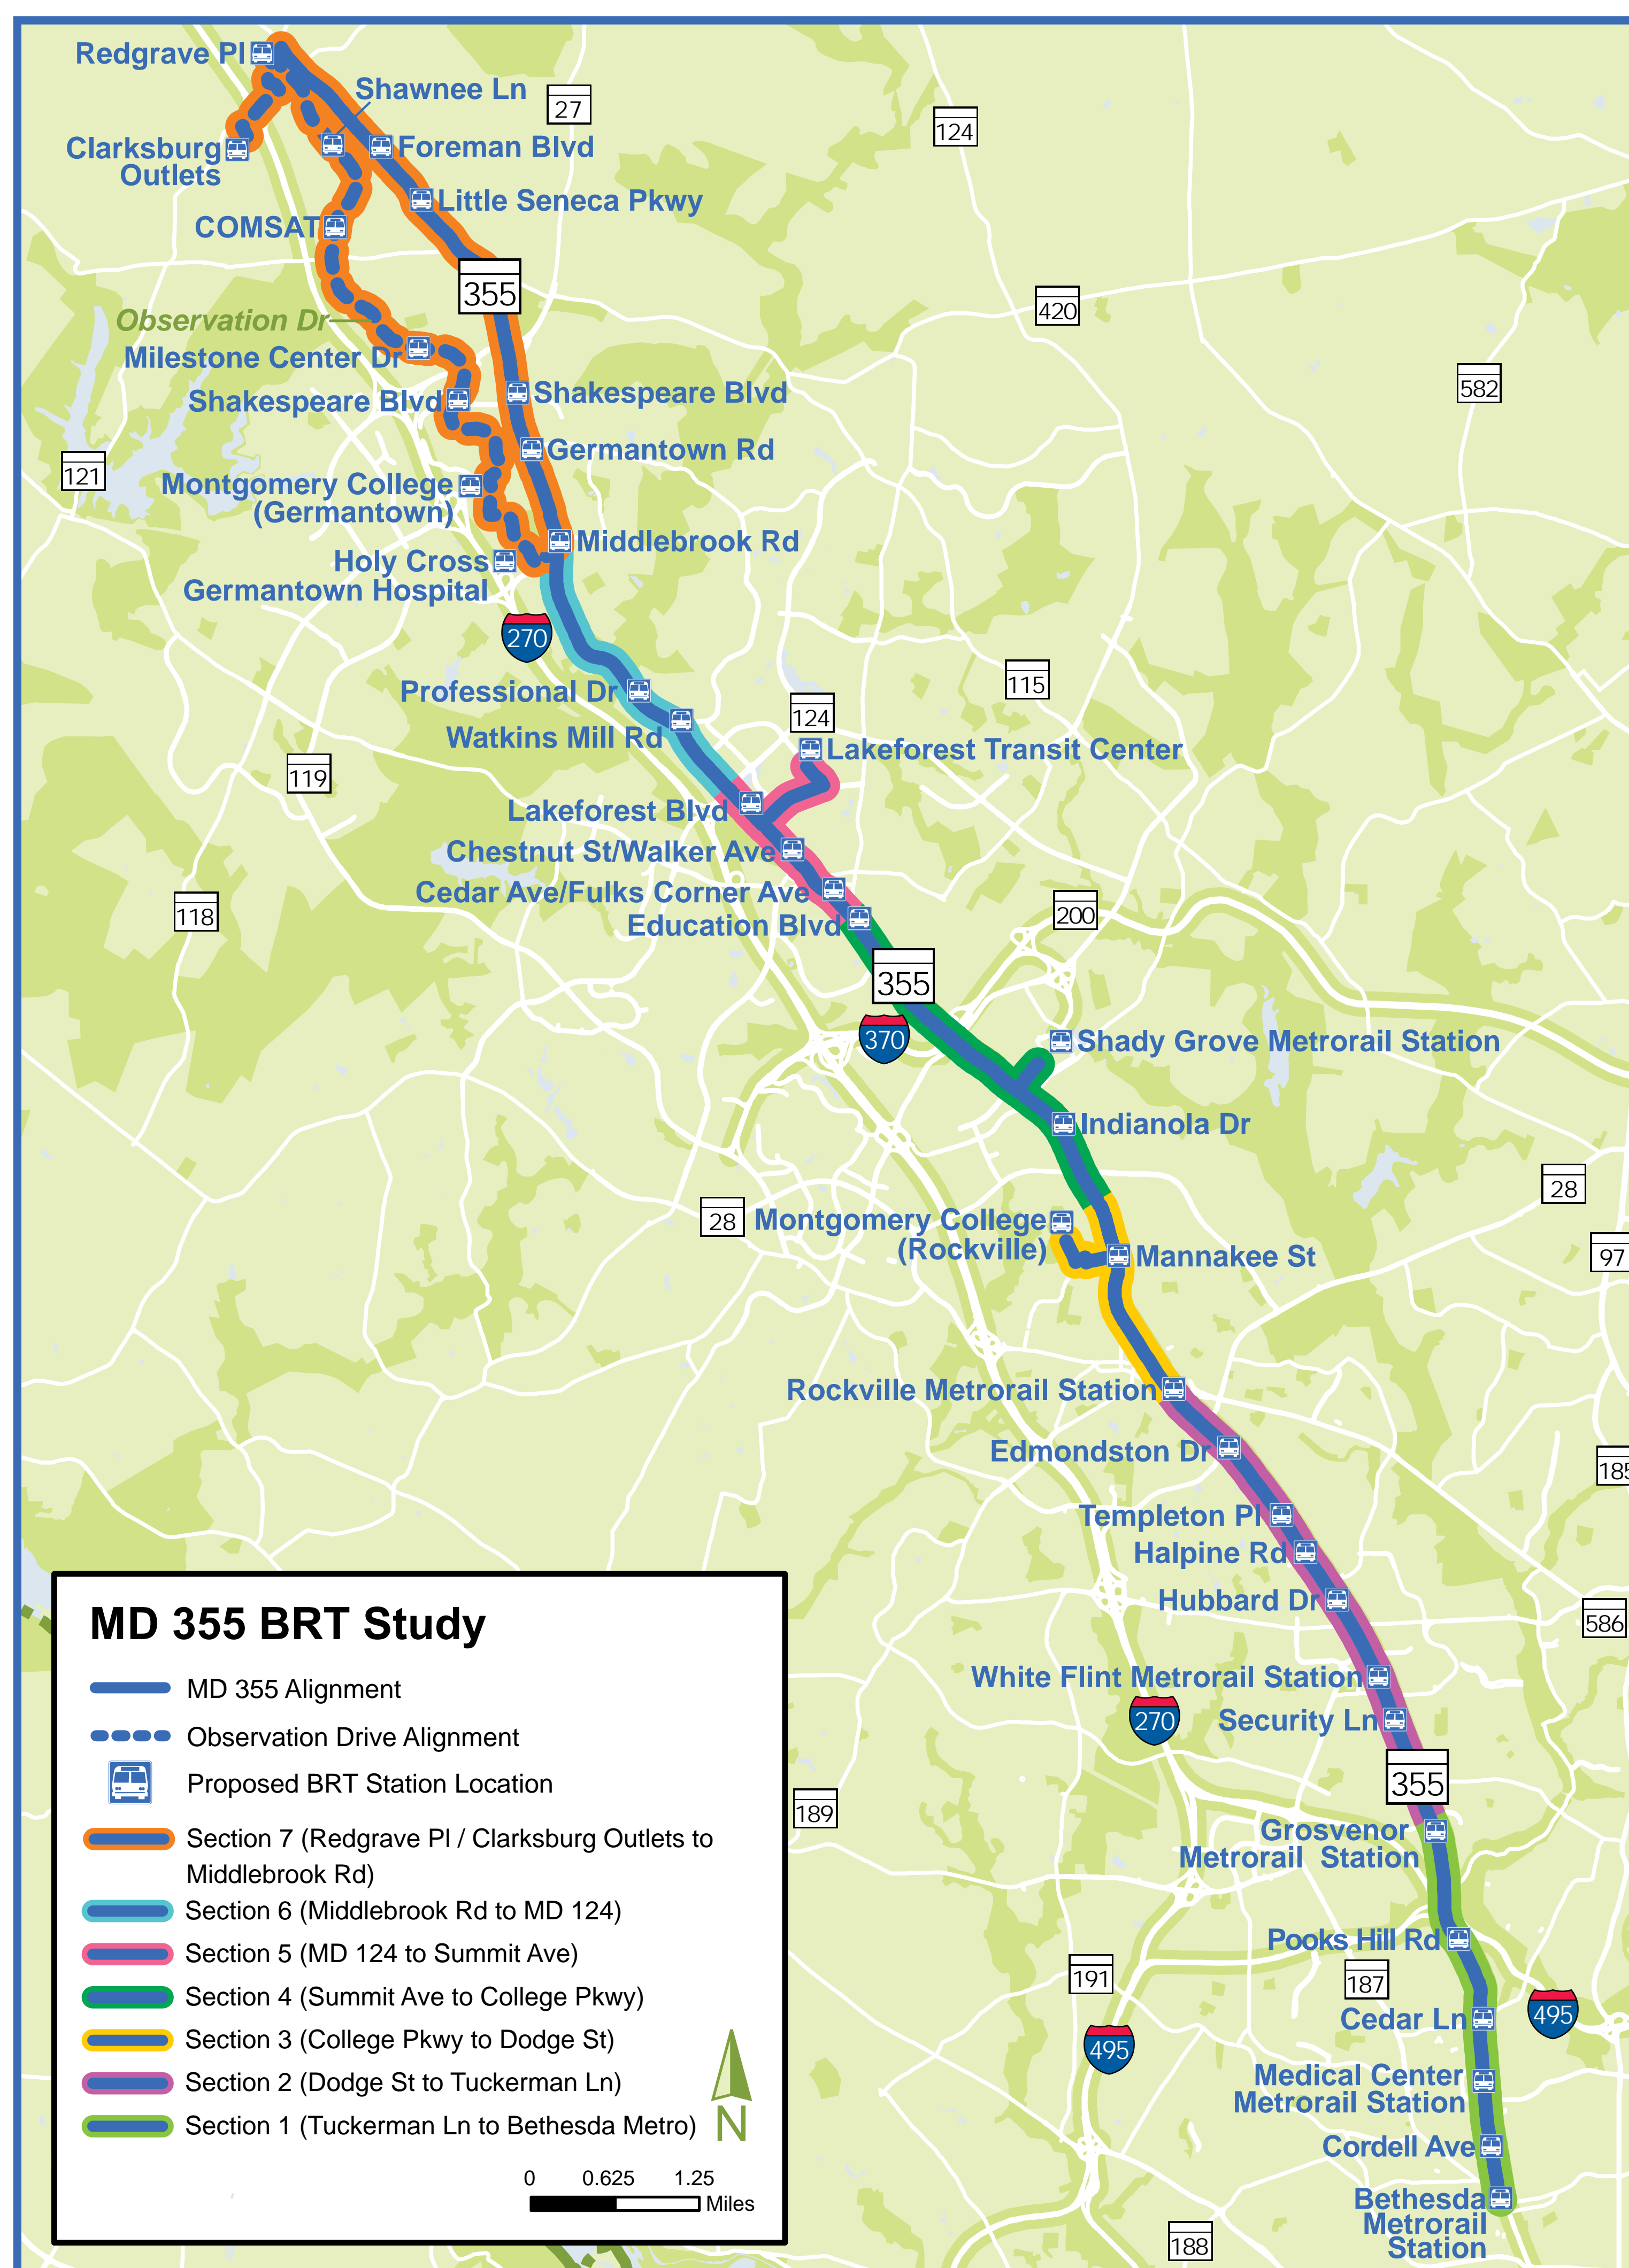 Redgrave Pl
Shawnee Ln
27
124
Clarksburg
Outlets
Foreman Blvd
Little Seneca Pkwy
COMSAT
355
420
Observation Dr
Milestone Center Dr
582
Shakespeare Blvd
Shakespeare Blvd
Germantown Rd
121
Montgomery College
(Germantown)
Middlebrook Rd
Holy Cross
Germantown Hospital
270
115
Professional Dr
124
Watkins Mill Rd
Lakeforest Transit Center
119
Lakeforest Blvd
Chestnut St/Walker Ave
Cedar Ave/Fulks Corner Ave
118
200
Education Blvd
355
370
Shady Grove Metrorail Station
Indianola Dr
28
28
Montgomery College
(Rockville)
Mannakee St
97
Rockville Metrorail Station
Edmondston Dr
185
Templeton Pl
Halpine Rd
Hubbard Dr
586
White Flint Metrorail Station
270
Security Ln
355
189
Grosvenor
Metrorail Station
Pooks Hill Rd
191
187
Cedar Ln
495
495
Medical Center
Metrorail Station
Cordell Ave
Bethesda
Metrorail
Station
188
MD 355 BRT Study
MD 355 Alignment
Observation Drive Alignment
Proposed BRT Station Location
Section 7 (Redgrave Pl / Clarksburg Outlets to
Middlebrook Rd)
Section 6 (Middlebrook Rd to MD 124)
Section 5 (MD 124 to Summit Ave)
Section 4 (Summit Ave to College Pkwy)
Section 3 (College Pkwy to Dodge St)
Section 2 (Dodge St to Tuckerman Ln)
Section 1 (Tuckerman Ln to Bethesda Metro)
N
0 0.625 1.25
Miles